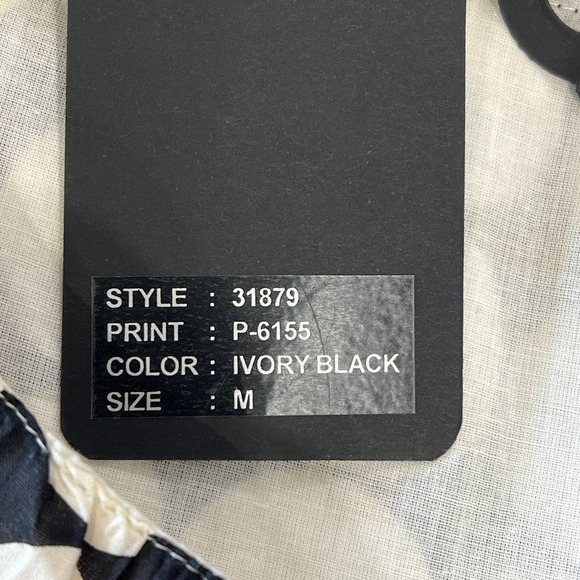 STYLE : 31879
PRINT : P-6155
COLOR : IVORY BLACK
SIZE : M